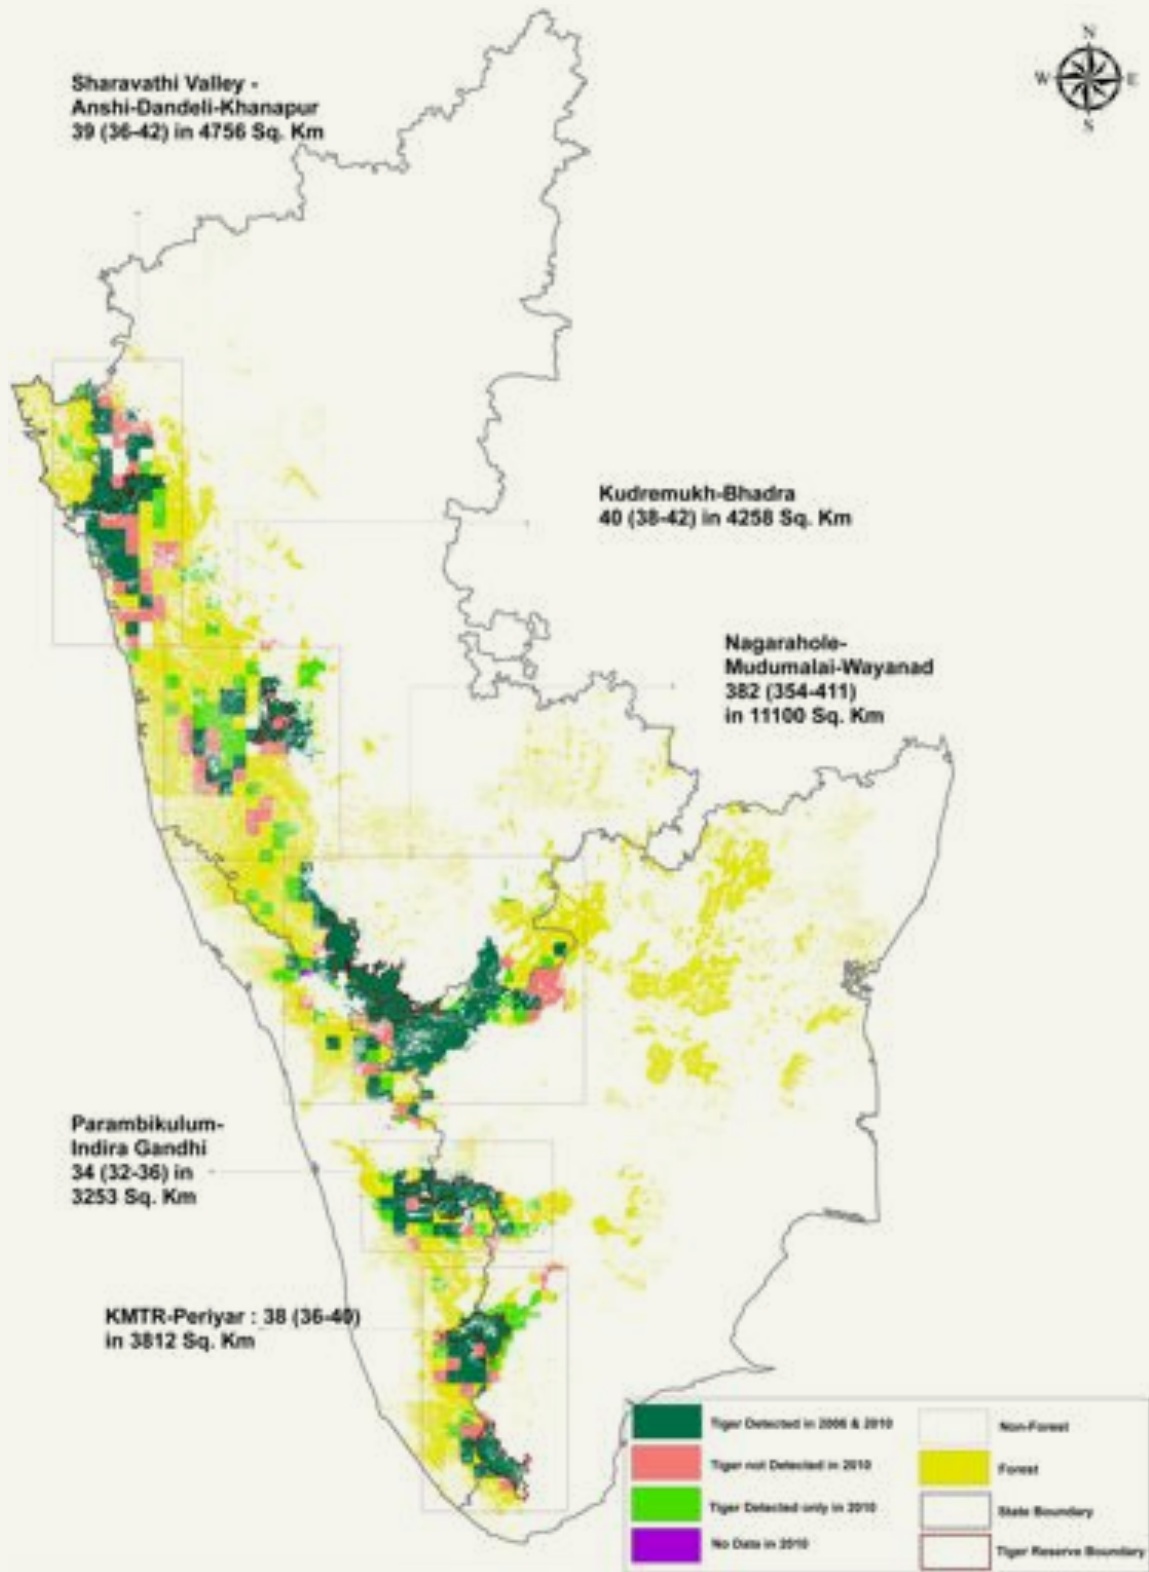 N
W E
S
Sharavathi Valley -
Anshi-Dandeli-Khanapur
39 (36-42) in 4756 Sq. Km
Kudremukh-Bhadra
40 (38-42) in 4258 Sq. Km
Nagarahole-
Mudumalai-Wayanad
382 (354-411)
in 11100 Sq. Km
Parambikulum-
Indira Gandhi
34 (32-36) in
3253 Sq. Km
KMTR-Periyar : 38 (36-40)
in 3812 Sq. Km
Tiger Detected in 2006 & 2010
Tiger not Detected in 2010
Tiger Detected only in 2010
No Data in 2010
Non-Forest
Forest
State Boundary
Tiger Reserve Boundary